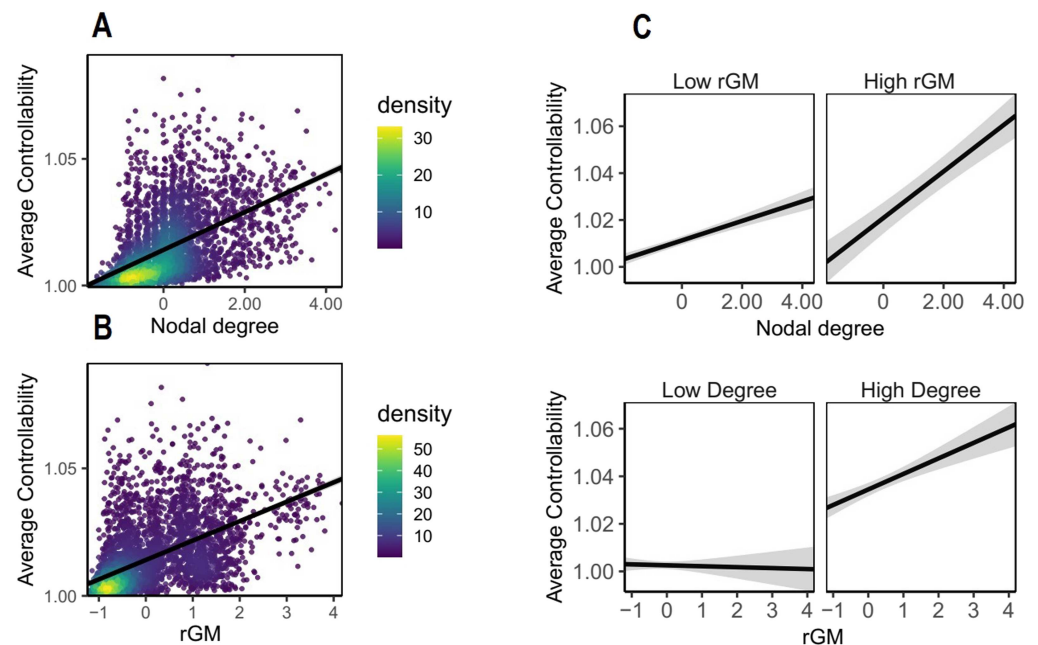 A
Average Controllability
1.05
1.00
0
2.00
4.00
Nodal degree
density
30
20
10
B
Average Controllability
1.05
1.00
−1
0
1
2
3
4
rGM
density
50
40
30
20
10
C
Low rGM
High rGM
Average Controllability
1.06
1.04
1.02
1.00
0
2.00
4.00
0
2.00
4.00
Nodal degree
Low Degree
High Degree
Average Controllability
1.06
1.04
1.02
1.00
−1
0
1
2
3
4
−1
0
1
2
3
4
rGM